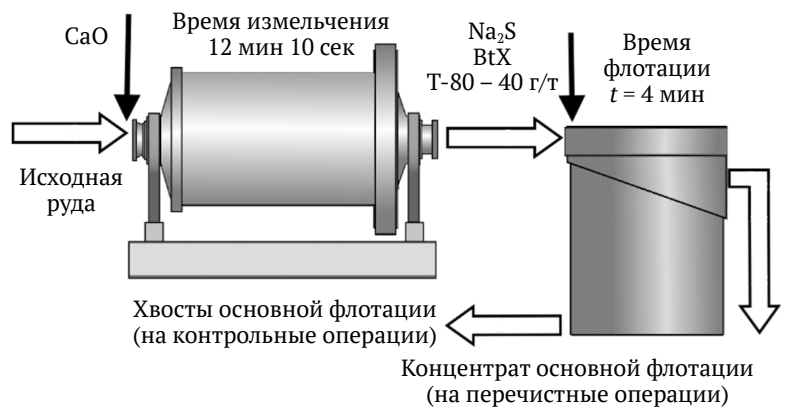 CaO
Время измельчения
12 мин 10 сек
Na₂S
BtX
Т-80 – 40 г/т
Время
флотации
t = 4 мин
Исходная
руда
Хвосты основной флотации
(на контрольные операции)
Концентрат основной флотации
(на перечистные операции)